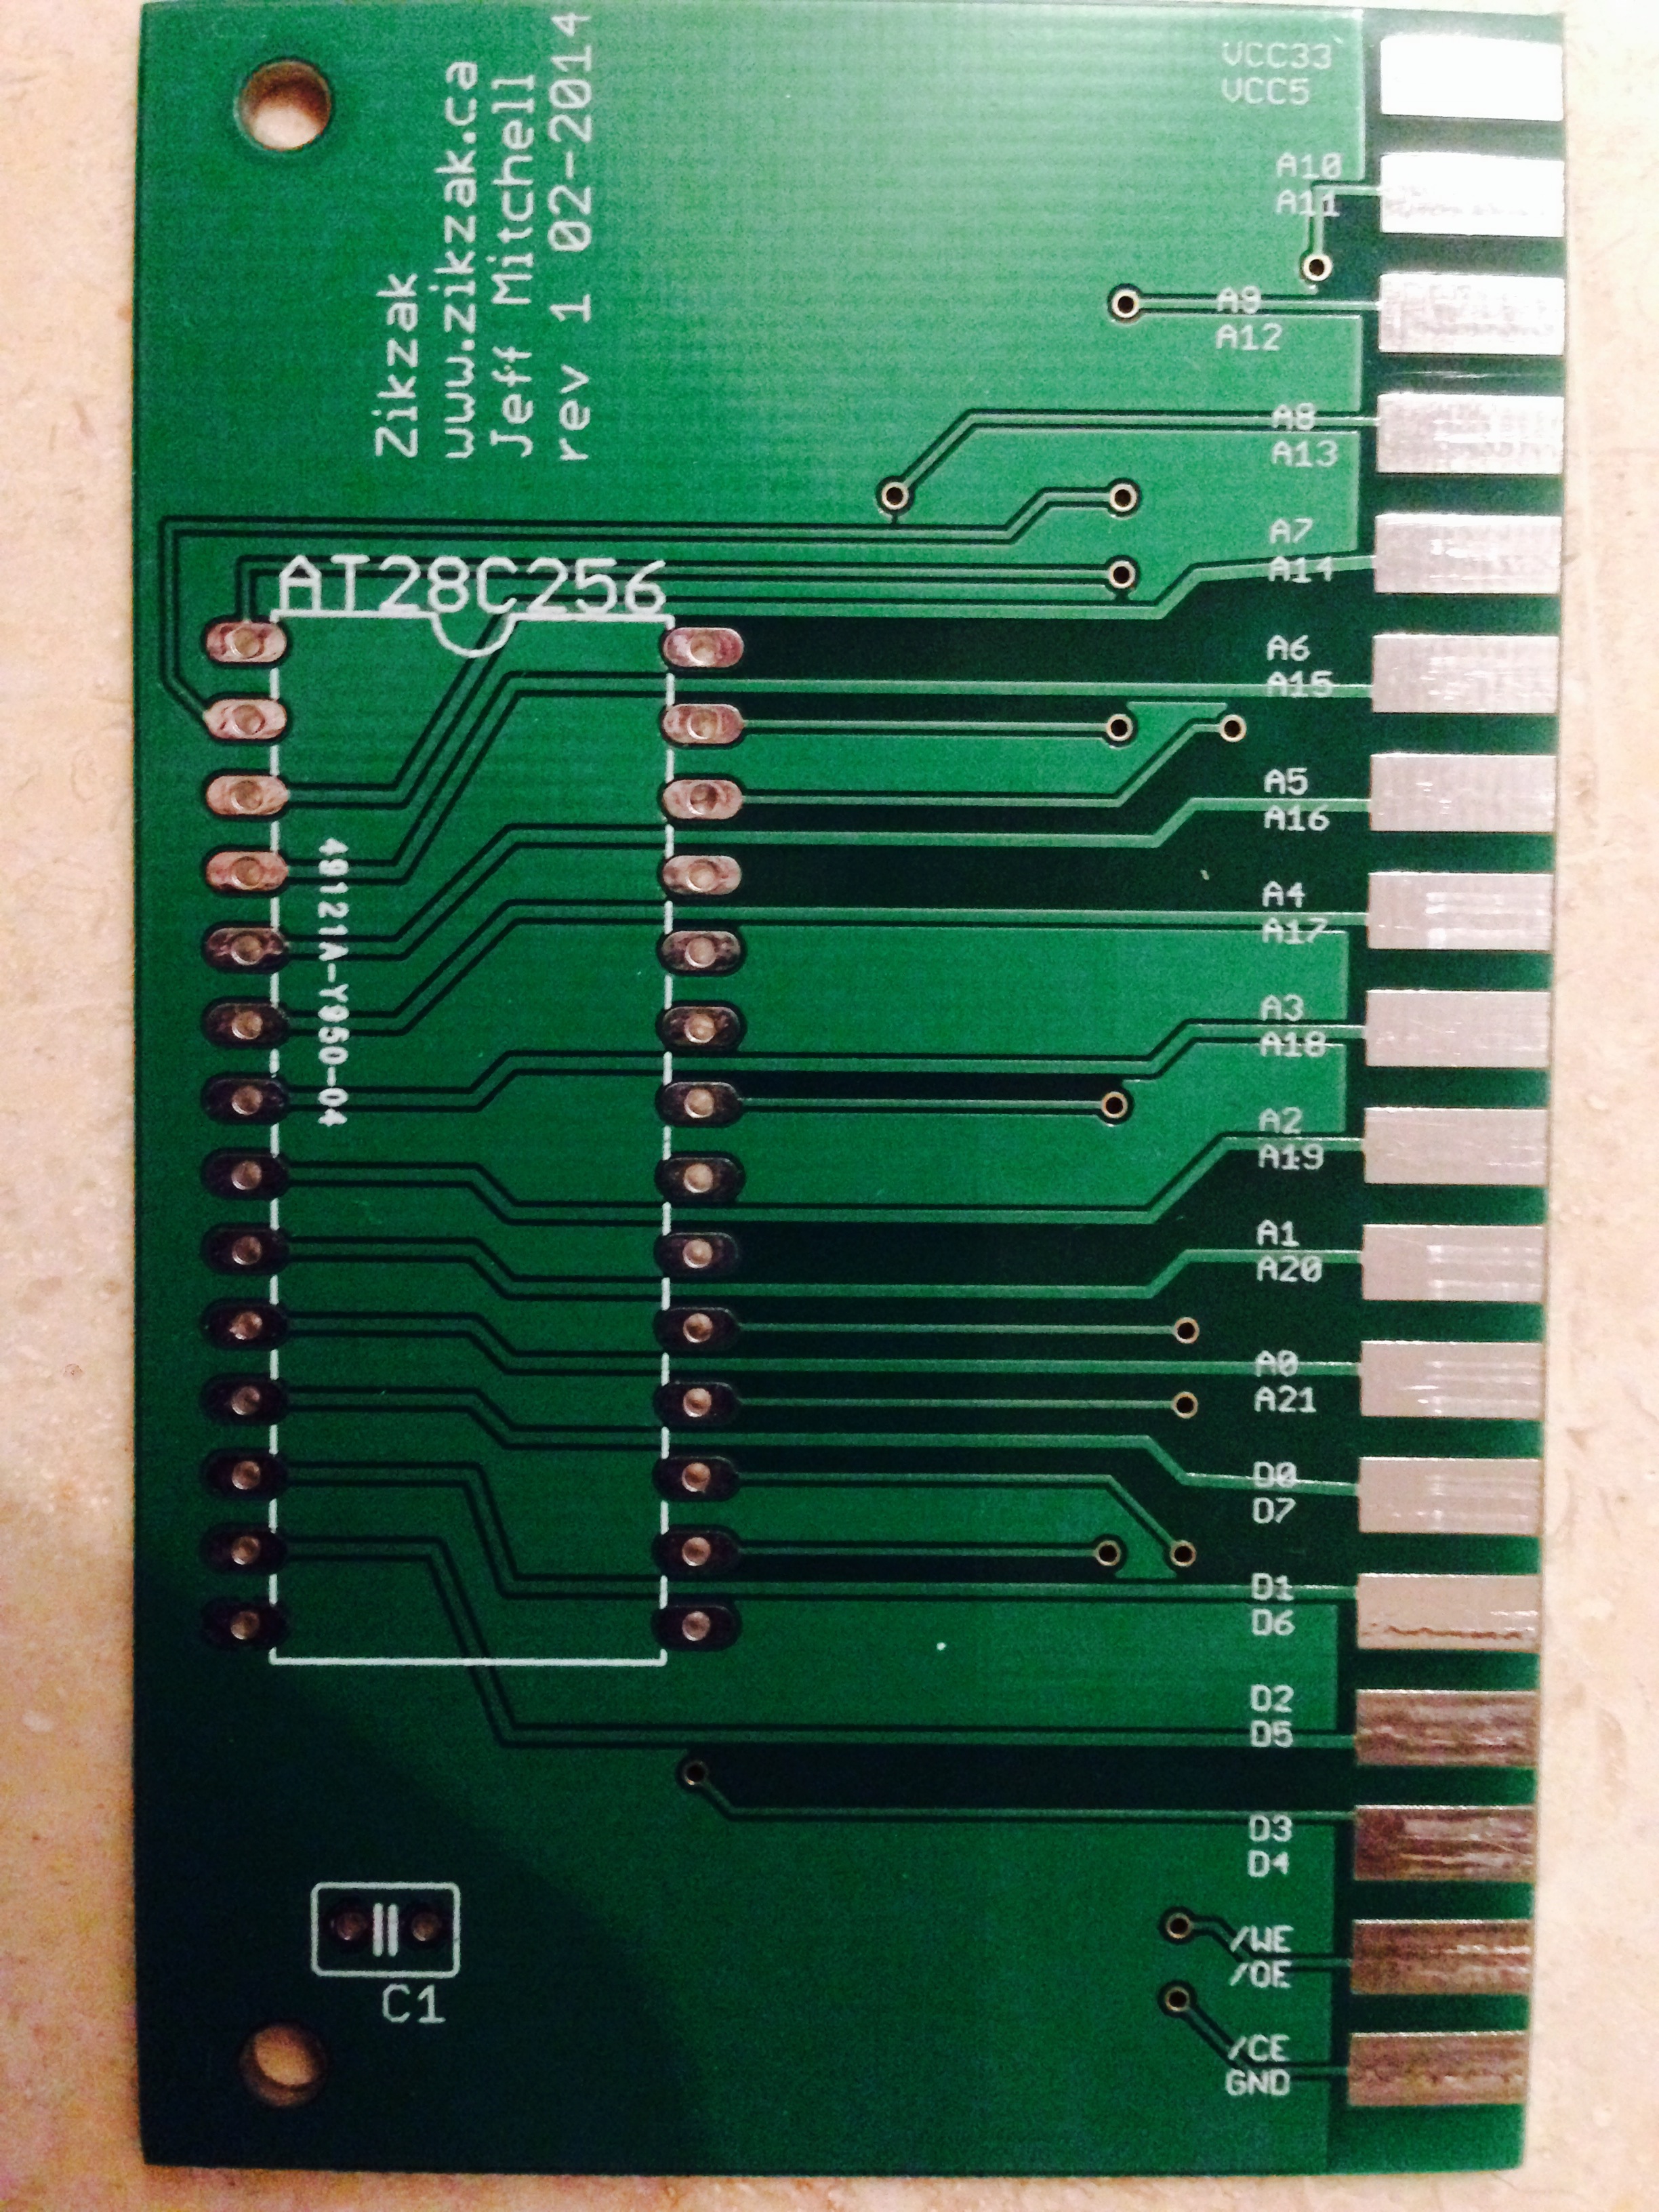 Zikzak
www.zikzak.ca
Jeff Mitchell
rev 1 02-2014
VCC33
VCC5
A10
A11
A9
A12
A8
A13
A7
A14
A6
A15
A5
A16
A4
A17
A3
A18
A2
A19
A1
A20
A0
A21
D0
D7
D1
D6
D2
D5
D3
D4
/WE
/OE
/CE
GND
AT28C256
49121A-Y950-04
C1